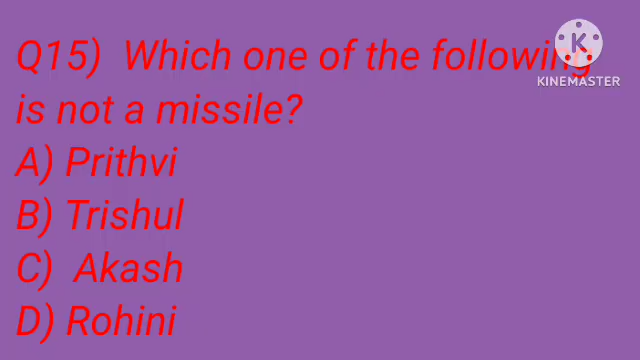 Q15) Which one of the following
is not a missile?
A) Prithvi
B) Trishul
C) Akash
D) Rohini
K
KINEMASTER